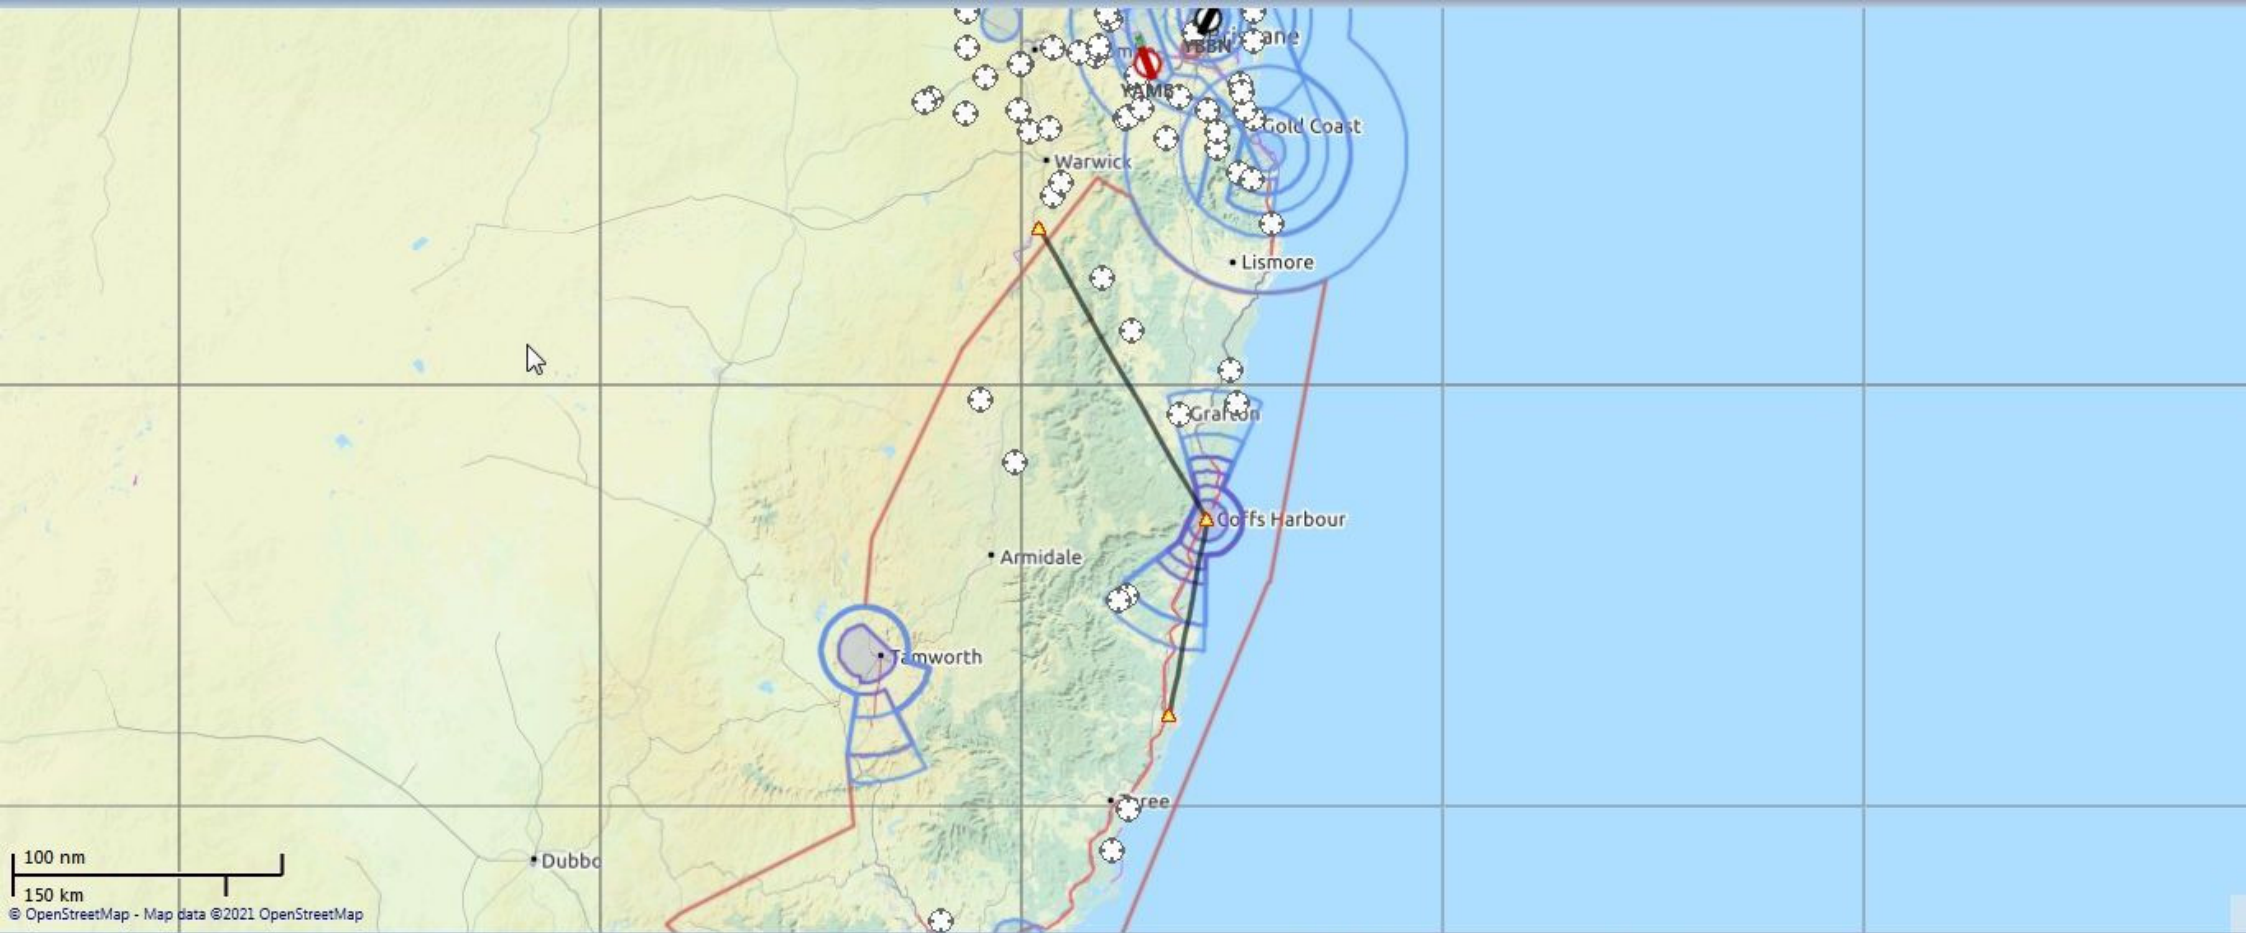 YBBN
YAMB
Gold Coast
Warwick
Lismore
Grafton
Coffs Harbour
Armidale
Tamworth
100 nm
Dubbo
150 km
© OpenStreetMap - Map data ©2021 OpenStreetMap